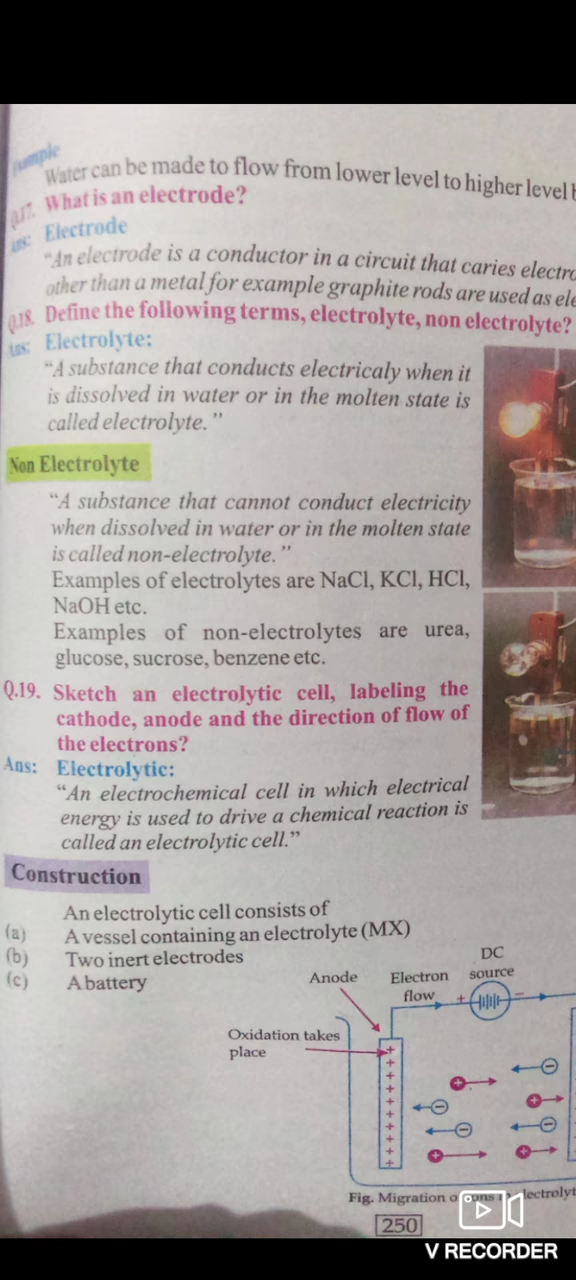 Example
Water can be made to flow from lower level to higher level
Q.17. What is an electrode?
Ans: Electrode
"An electrode is a conductor in a circuit that caries
other than a metal for example graphite rods are used as
Q.18. Define the following terms, electrolyte, non electrolyte?
Ans: Electrolyte:
"A substance that conducts electricaly when it
is dissolved in water or in the molten state is
called electrolyte."
Non Electrolyte
"A substance that cannot conduct electricity
when dissolved in water or in the molten state
is called non-electrolyte."
Examples of electrolytes are NaCl, KCl, HCl,
NaOH etc.
Examples of non-electrolytes are urea,
glucose, sucrose, benzene etc.
Q.19. Sketch an electrolytic cell, labeling the
cathode, anode and the direction of flow of
the electrons?
Ans: Electrolytic:
"An electrochemical cell in which electrical
energy is used to drive a chemical reaction is
called an electrolytic cell."
Construction
An electrolytic cell consists of
(a) A vessel containing an electrolyte (MX)
(b) Two inert electrodes
(c) A battery
Anode
Electron
flow
DC
source
Oxidation takes
place
Fig. Migration
250
V RECORDER